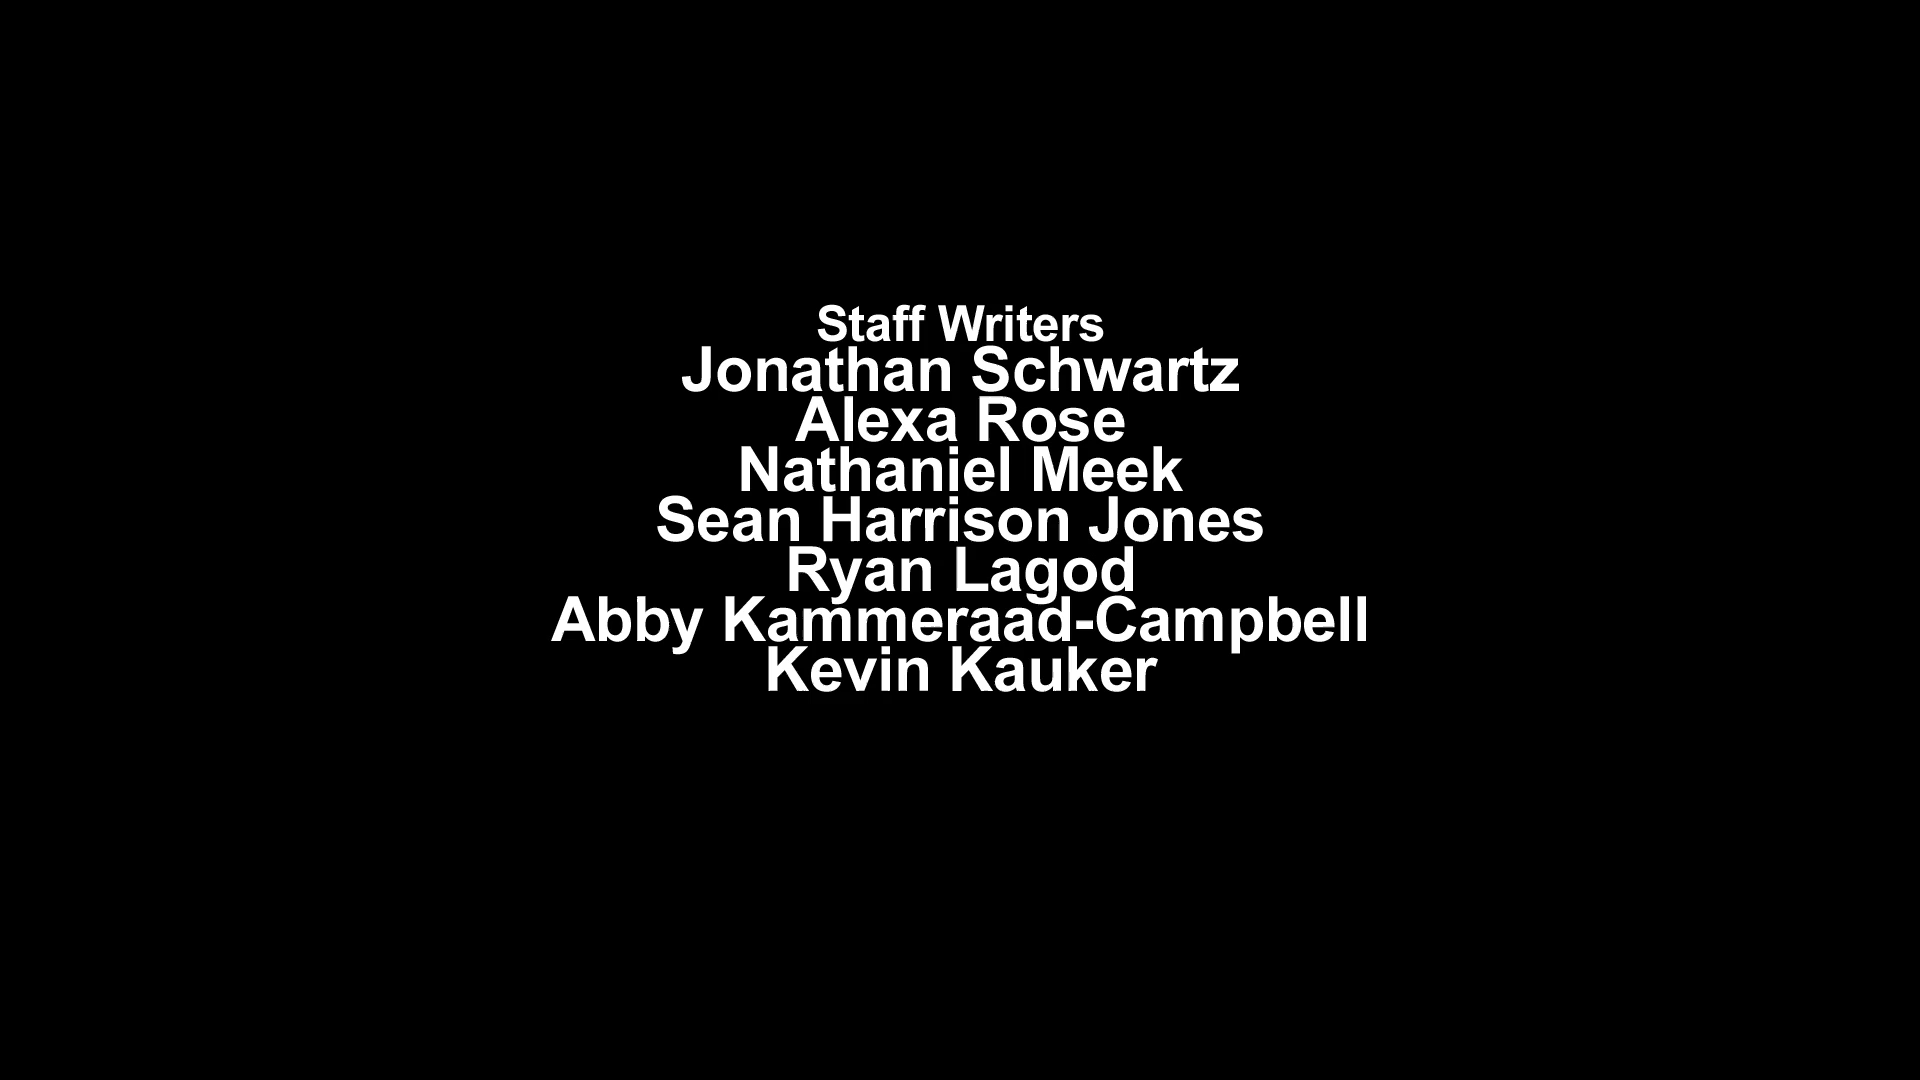 Staff Writers
Jonathan Schwartz
Alexa Rose
Nathaniel Meek
Sean Harrison Jones
Ryan Lagod
Abby Kammeraad-Campbell
Kevin Kauker